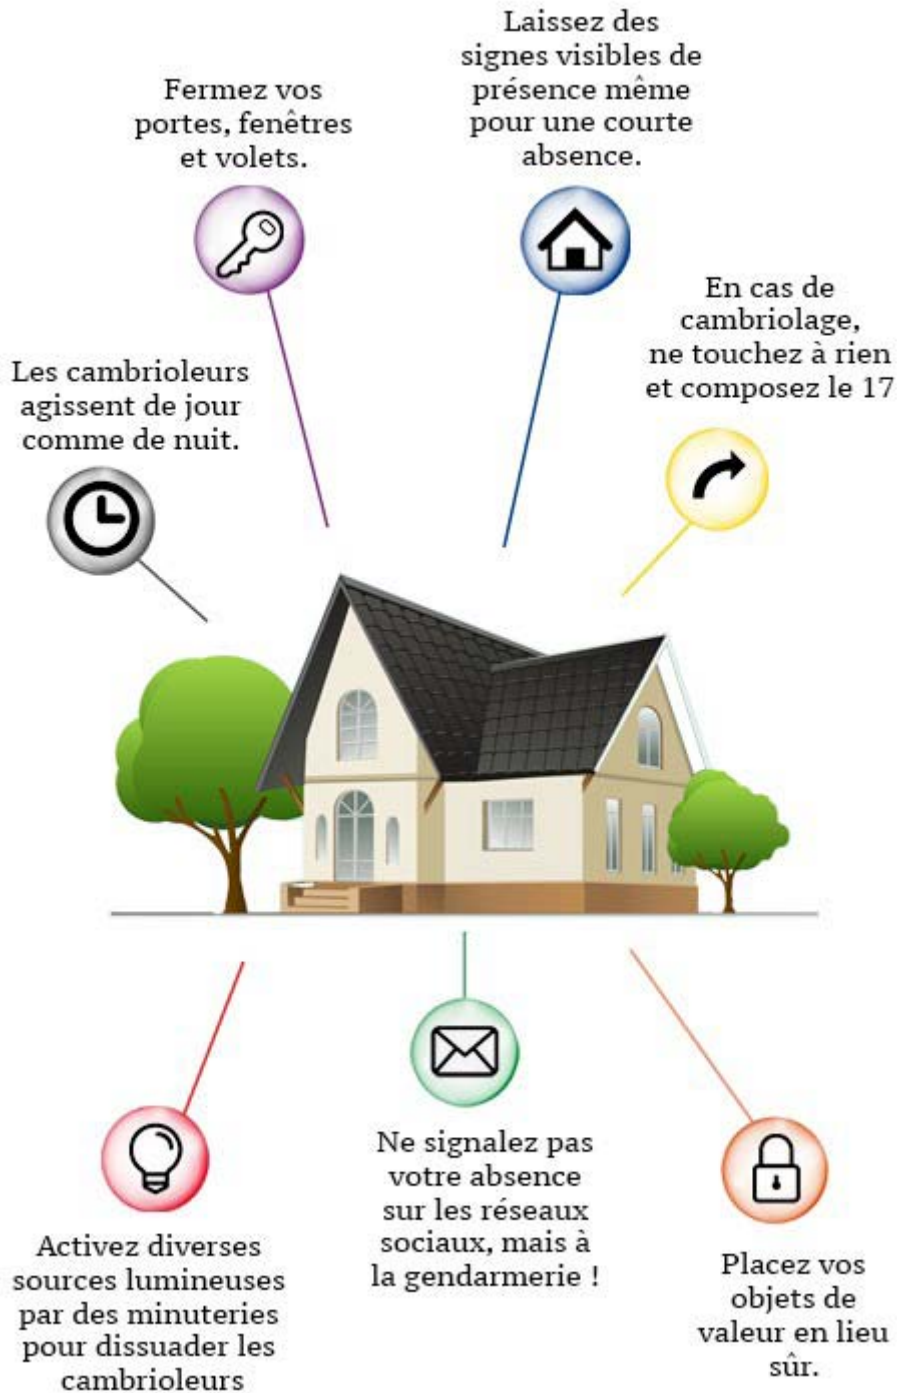 Laissez des
signes visibles de
présence même
pour une courte
absence.
Fermez vos
portes, fenêtres
et volets.
En cas de
cambriolage,
ne touchez à rien
et composez le 17
Les cambrioleurs
agissent de jour
comme de nuit.
Activez diverses
sources lumineuses
par des minuteries
pour dissuader les
cambrioleurs
Ne signalez pas
votre absence
sur les réseaux
sociaux, mais à
la gendarmerie !
Placez vos
objets de
valeur en lieu
sûr.